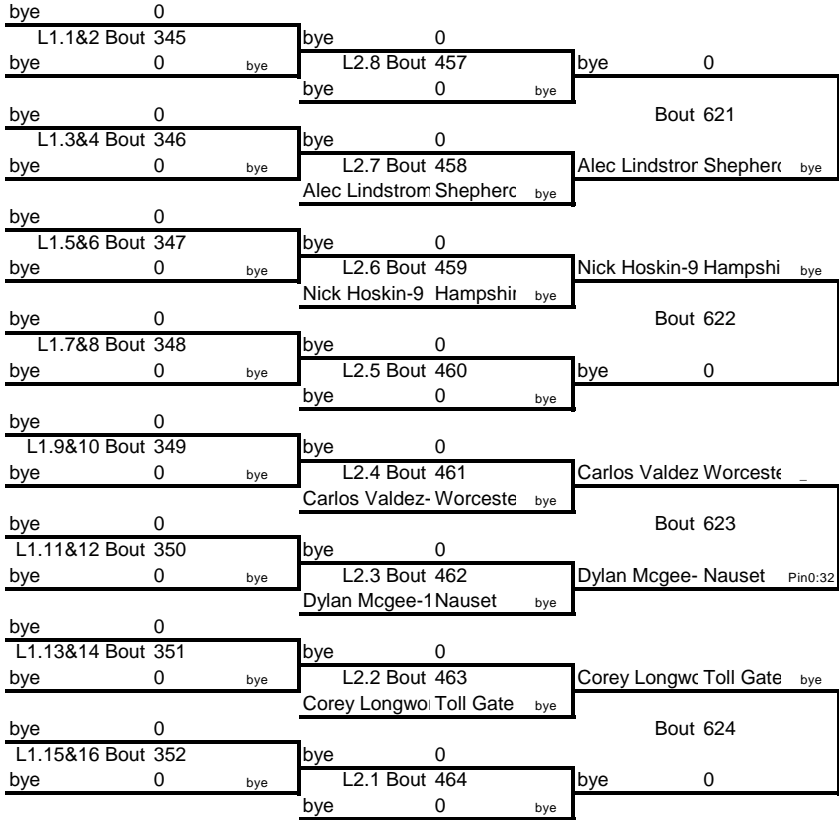 bye 0
L1.1&2 Bout 345 bye 0
bye 0 bye L2.8 Bout 457 bye 0
bye 0 bye
bye 0 Bout 621
L1.3&4 Bout 346 bye 0
bye 0 bye L2.7 Bout 458 Alec Lindstror Shepherc bye
Alec Lindstrom Shepherc bye
bye 0
L1.5&6 Bout 347 bye 0
bye 0 bye L2.6 Bout 459 Nick Hoskin-9 Hampshi bye
Nick Hoskin-9 Hampshir bye
bye 0 Bout 622
L1.7&8 Bout 348 bye 0
bye 0 bye L2.5 Bout 460 bye 0
bye 0 bye
bye 0
L1.9&10 Bout 349 bye 0
bye 0 bye L2.4 Bout 461 Carlos Valdez Worceste _
Carlos Valdez- Worceste bye
bye 0 Bout 623
L1.11&12 Bout 350 bye 0
bye 0 bye L2.3 Bout 462 Dylan Mcgee- Nauset Pin0:32
Dylan Mcgee-1 Nauset bye
bye 0
L1.13&14 Bout 351 bye 0
bye 0 bye L2.2 Bout 463 Corey Longwc Toll Gate bye
Corey Longwor Toll Gate bye
bye 0 Bout 624
L1.15&16 Bout 352 bye 0
bye 0 bye L2.1 Bout 464 bye 0
bye 0 bye